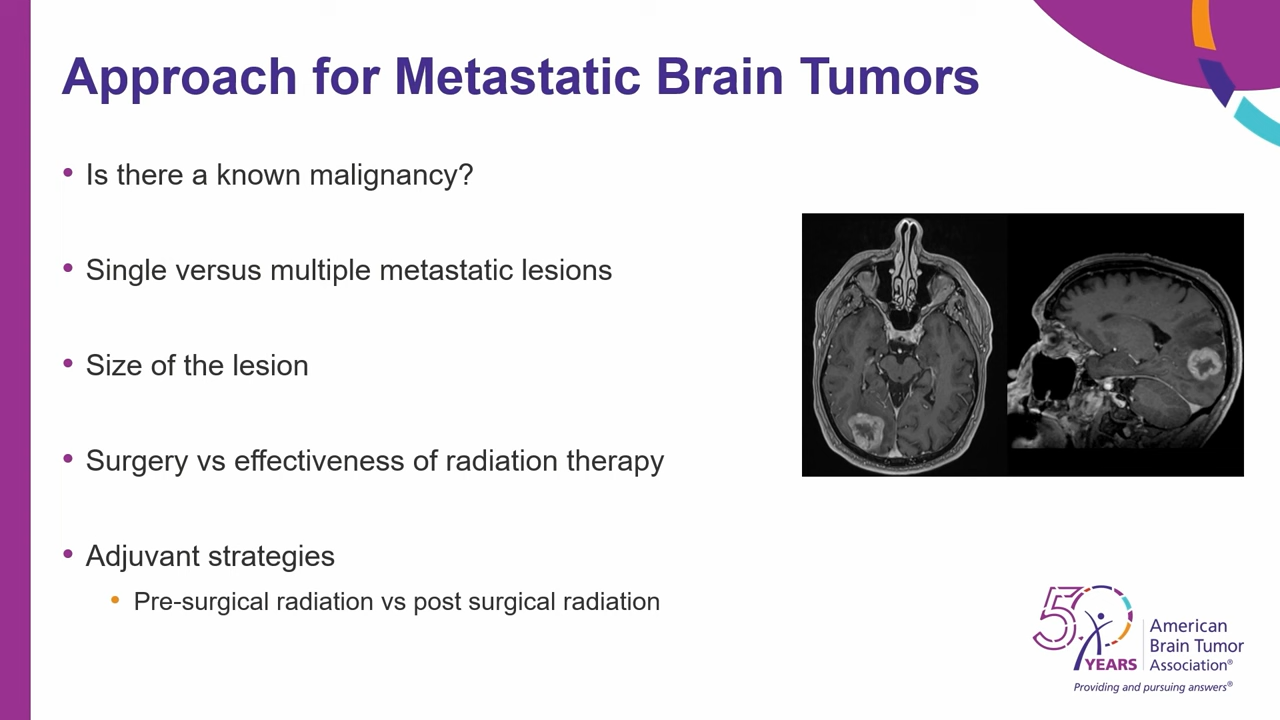 Approach for Metastatic Brain Tumors
• Is there a known malignancy?
• Single versus multiple metastatic lesions
• Size of the lesion
• Surgery vs effectiveness of radiation therapy
• Adjuvant strategies
• Pre-surgical radiation vs post surgical radiation
50
YEARS
American
Brain Tumor
Association®
Providing and pursuing answers®